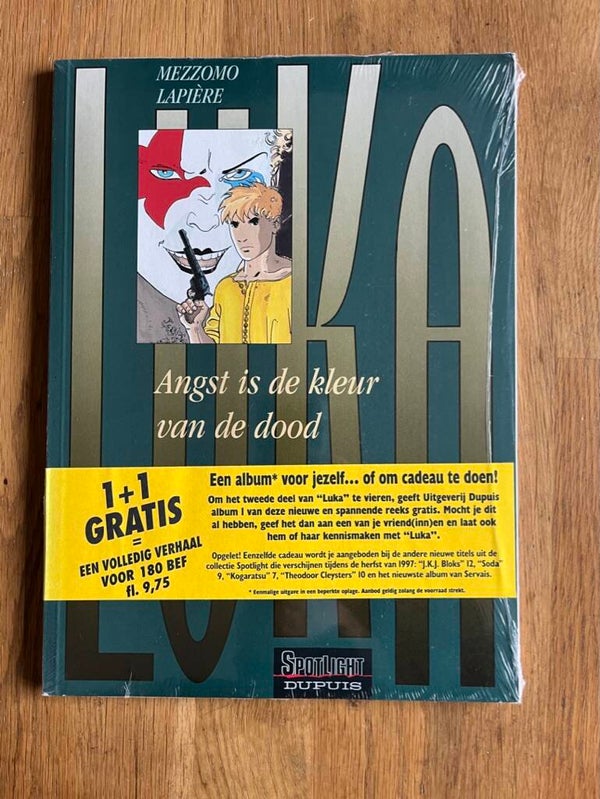 LUKA
MEZZOMO
LAPIÈRE
Angst is de kleur
van de dood
1+1
GRATIS
=
EEN VOLLEDIG VERHAAL
VOOR 180 BEF
fl. 9,75
Een album* voor jezelf... of om cadeau te doen!
Om het tweede deel van "Luka" te vieren, geeft Uitgeverij Dupuis
album 1 van deze nieuwe en spannende reeks gratis. Mocht je dit
al hebben, geef het dan aan een van je vriend(inn)en en laat ook
hem of haar kennismaken met "Luka".
Opgelet! Eenzelfde cadeau wordt je aangeboden bij de andere nieuwe titels uit de
collectie Spotlight die verschijnen tijdens de herfst van 1997: "J.K.J. Bloks" 12, "Soda"
9, "Kogaratsu" 7, "Theodoor Cleysters" 10 en het nieuwste album van Servais.
* Eenmalige uitgave in een beperkte oplage. Aanbod geldig zolang de voorraad strekt.
SPOTLIGHT
DUPUIS